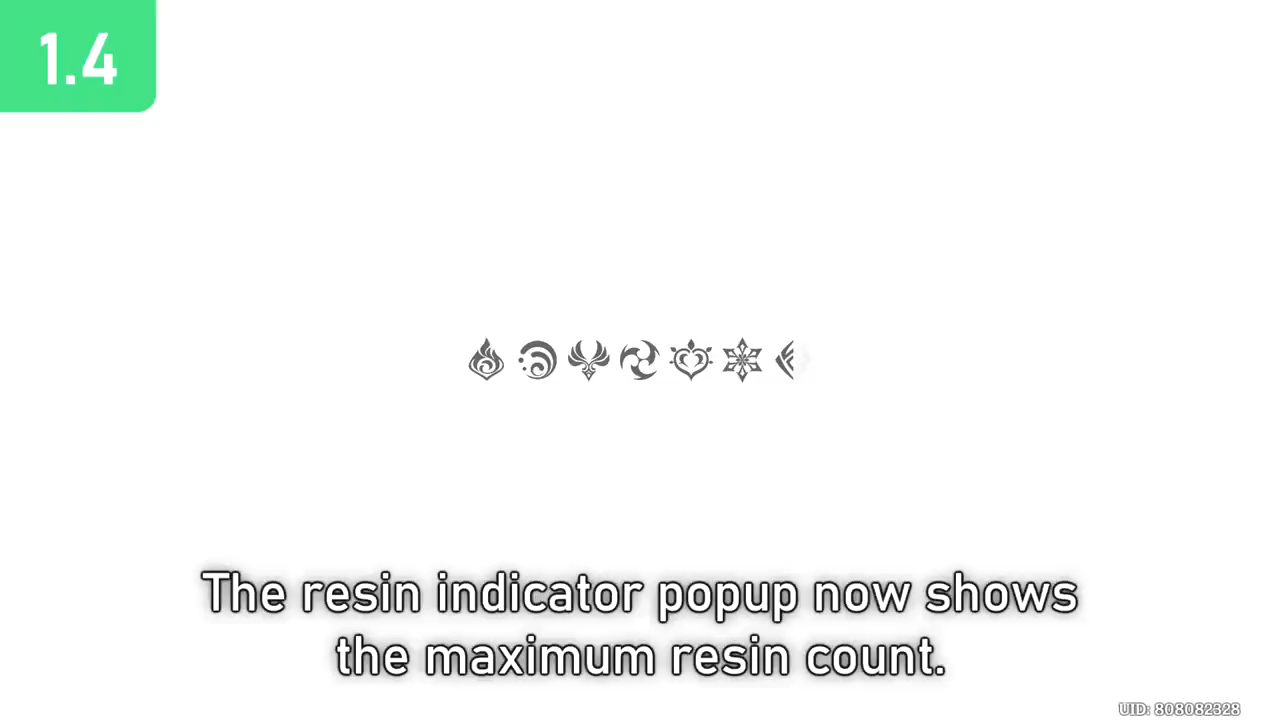 1.4
The resin indicator popup now shows
the maximum resin count.
UID: 808082328